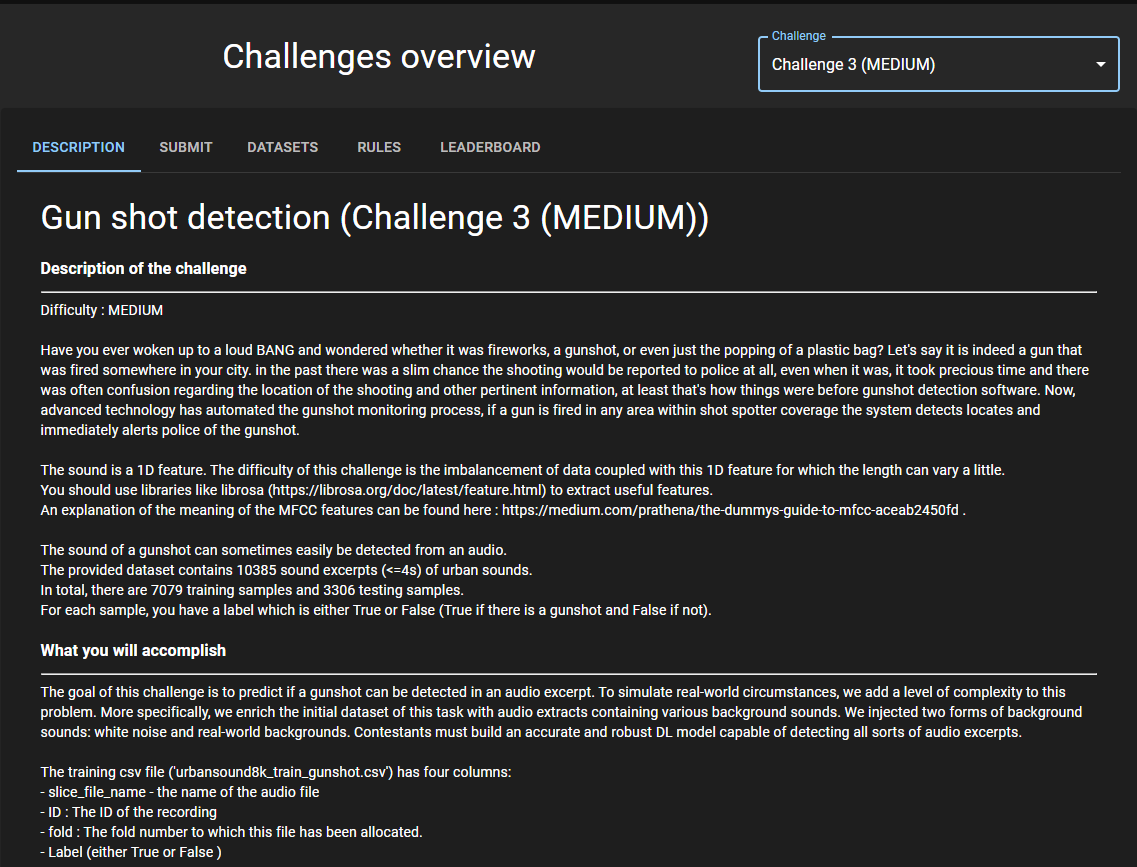 Challenges overview
Challenge
Challenge 3 (MEDIUM)
DESCRIPTION
SUBMIT
DATASETS
RULES
LEADERBOARD
Gun shot detection (Challenge 3 (MEDIUM))
Description of the challenge
Difficulty : MEDIUM
Have you ever woken up to a loud BANG and wondered whether it was fireworks, a gunshot, or even just the popping of a plastic bag? Let's say it is indeed a gun that
was fired somewhere in your city. in the past there was a slim chance the shooting would be reported to police at all, even when it was, it took precious time and there
was often confusion regarding the location of the shooting and other pertinent information, at least that's how things were before gunshot detection software. Now,
advanced technology has automated the gunshot monitoring process, if a gun is fired in any area within shot spotter coverage the system detects locates and
immediately alerts police of the gunshot.
The sound is a 1D feature. The difficulty of this challenge is the imbalancement of data coupled with this 1D feature for which the length can vary a little.
You should use libraries like librosa (https://librosa.org/doc/latest/feature.html) to extract useful features.
An explanation of the meaning of the MFCC features can be found here : https://medium.com/prathena/the-dummys-guide-to-mfcc-aceab2450fd .
The sound of a gunshot can sometimes easily be detected from an audio.
The provided dataset contains 10385 sound excerpts (<=4s) of urban sounds.
In total, there are 7079 training samples and 3306 testing samples.
For each sample, you have a label which is either True or False (True if there is a gunshot and False if not).
What you will accomplish
The goal of this challenge is to predict if a gunshot can be detected in an audio excerpt. To simulate real-world circumstances, we add a level of complexity to this
problem. More specifically, we enrich the initial dataset of this task with audio extracts containing various background sounds. We injected two forms of background
sounds: white noise and real-world backgrounds. Contestants must build an accurate and robust DL model capable of detecting all sorts of audio excerpts.
The training csv file ('urbansound8k_train_gunshot.csv') has four columns:
- slice_file_name - the name of the audio file
- ID : The ID of the recording
- fold : The fold number to which this file has been allocated.
- Label (either True or False )